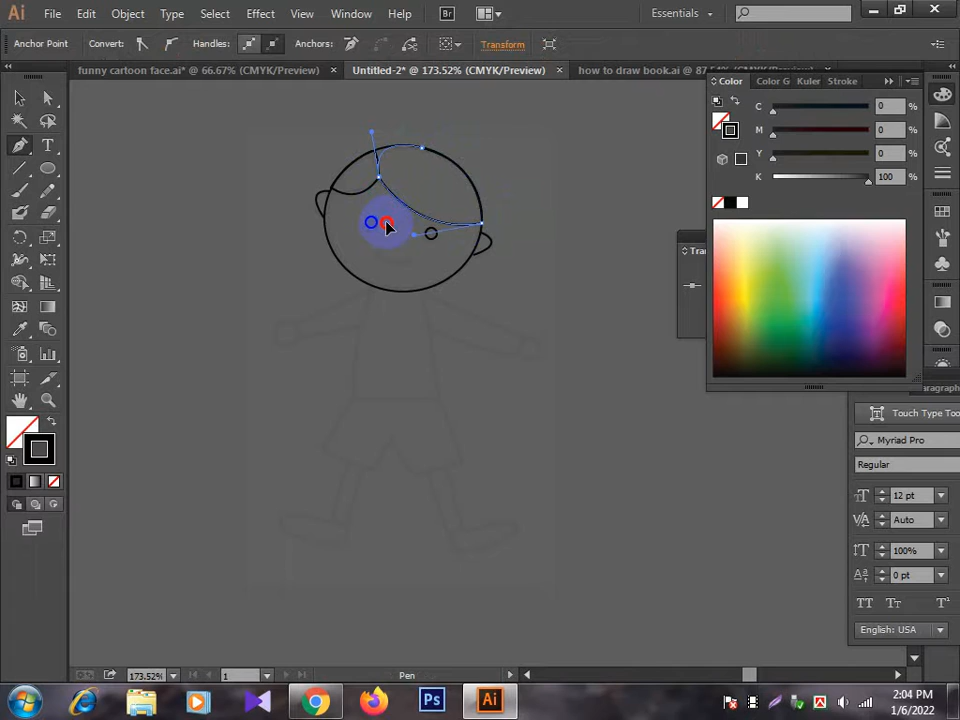 Ai File Edit Object Type Select Effect View Window Help Br Essentials
Anchor Point Convert: Handles: Anchors: Transform
funny cartoon face.ai* @ 66.67% (CMYK/Preview) × Untitled-2* @ 173.52% (CMYK/Preview) × how to draw book.ai* @ 87.
Color Color G Kuler Stroke
C 0 %
M 0 %
Y 0 %
K 100 %
Touch Type Too
Myriad Pro
Regular
12 pt
Auto
100%
0 pt
English: USA
173.52% 1 Pen
Ps Ai
2:04 PM
1/6/2022